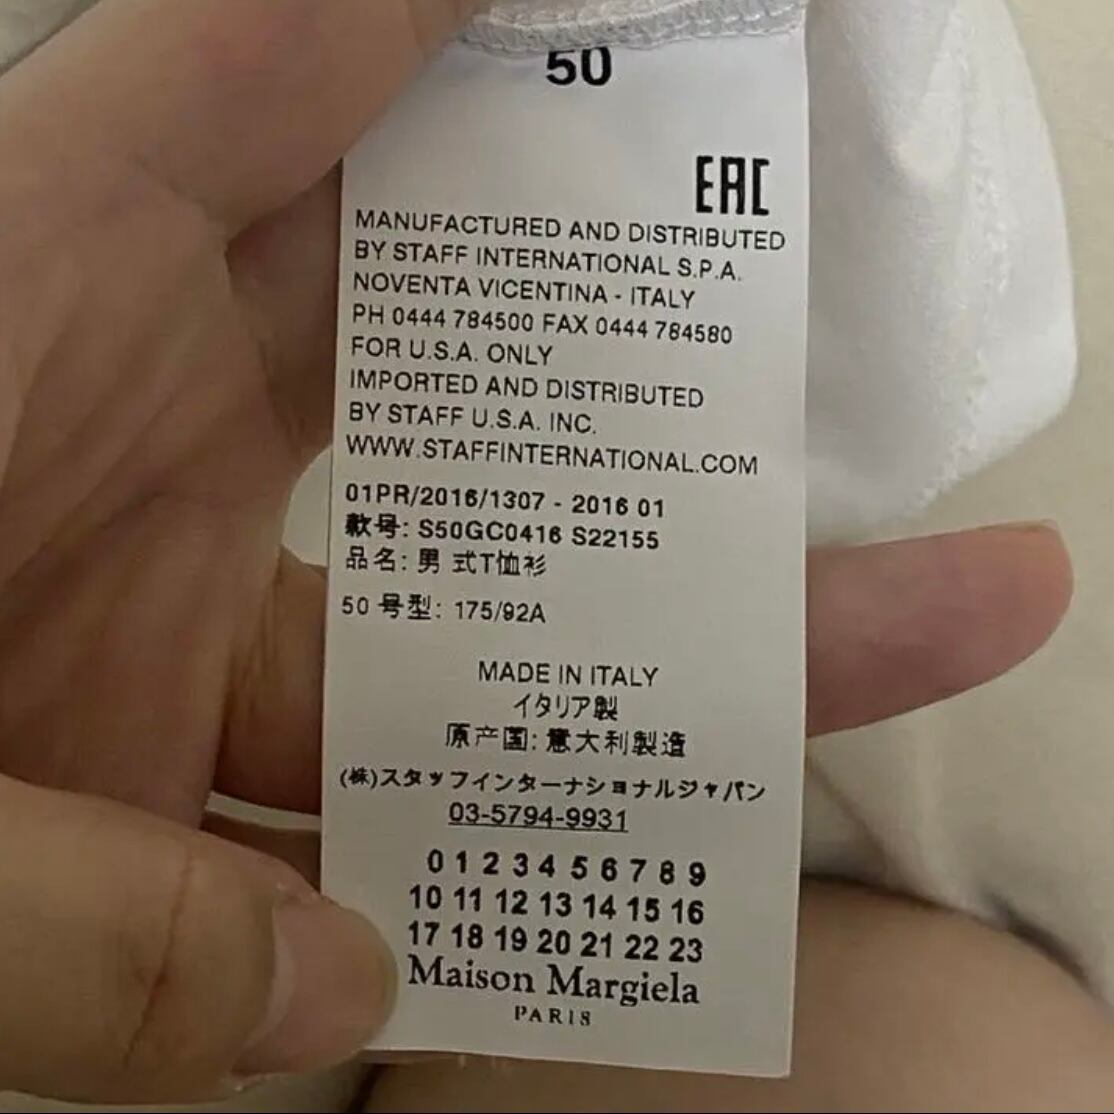 50
EAC
MANUFACTURED AND DISTRIBUTED
BY STAFF INTERNATIONAL S.P.A.
NOVENTA VICENTINA - ITALY
PH 0444 784500 FAX 0444 784580
FOR U.S.A. ONLY
IMPORTED AND DISTRIBUTED
BY STAFF U.S.A. INC.
WWW.STAFFINTERNATIONAL.COM
01PR/2016/1307 - 2016 01
款号: S50GC0416 S22155
品名: 男 式T恤衫
50 号型: 175/92A
MADE IN ITALY
イタリア製
原产国: 意大利製造
(株)スタッフインターナショナルジャパン
03-5794-9931
0 1 2 3 4 5 6 7 8 9
10 11 12 13 14 15 16
17 18 19 20 21 22 23
Maison Margiela
PARIS